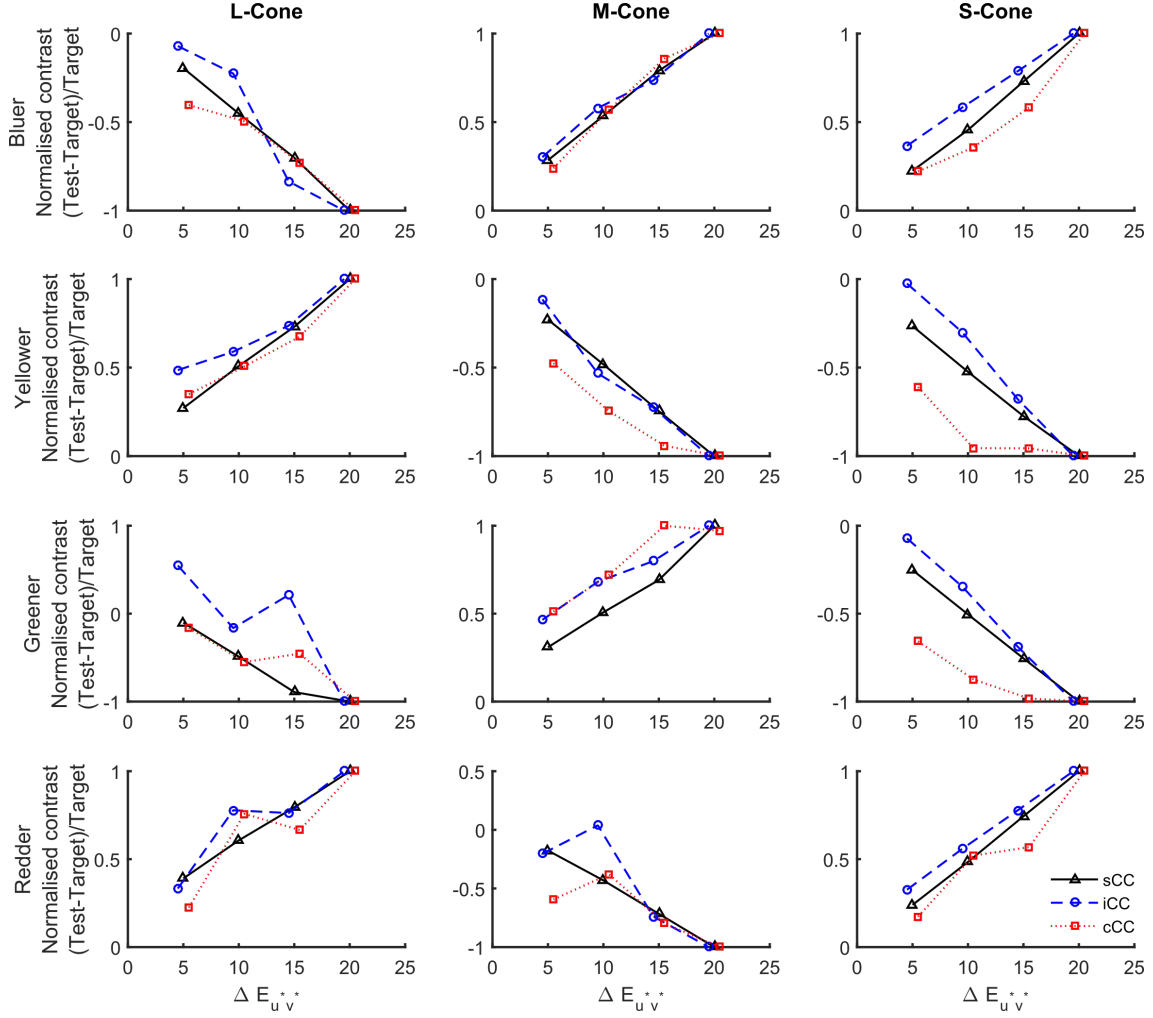 L-Cone M-Cone S-Cone
Bluer
Normalised contrast
(Test-Target)/Target
0
-0.5
-1
0 5 10 15 20 25
1
0.5
0
0 5 10 15 20 25
1
0.5
0
0 5 10 15 20 25
Yellower
Normalised contrast
(Test-Target)/Target
1
0.5
0
0 5 10 15 20 25
0
-0.5
-1
0 5 10 15 20 25
0
-0.5
-1
0 5 10 15 20 25
Greener
Normalised contrast
(Test-Target)/Target
1
0
-1
0 5 10 15 20 25
1
0.5
0
0 5 10 15 20 25
0
-0.5
-1
0 5 10 15 20 25
Redder
Normalised contrast
(Test-Target)/Target
1
0.5
0
0 5 10 15 20 25
Δ E_{u^*v^*}
0.5
0
-0.5
-1
0 5 10 15 20 25
Δ E_{u^*v^*}
1
0.5
0
0 5 10 15 20 25
Δ E_{u^*v^*}
sCC
iCC
cCC